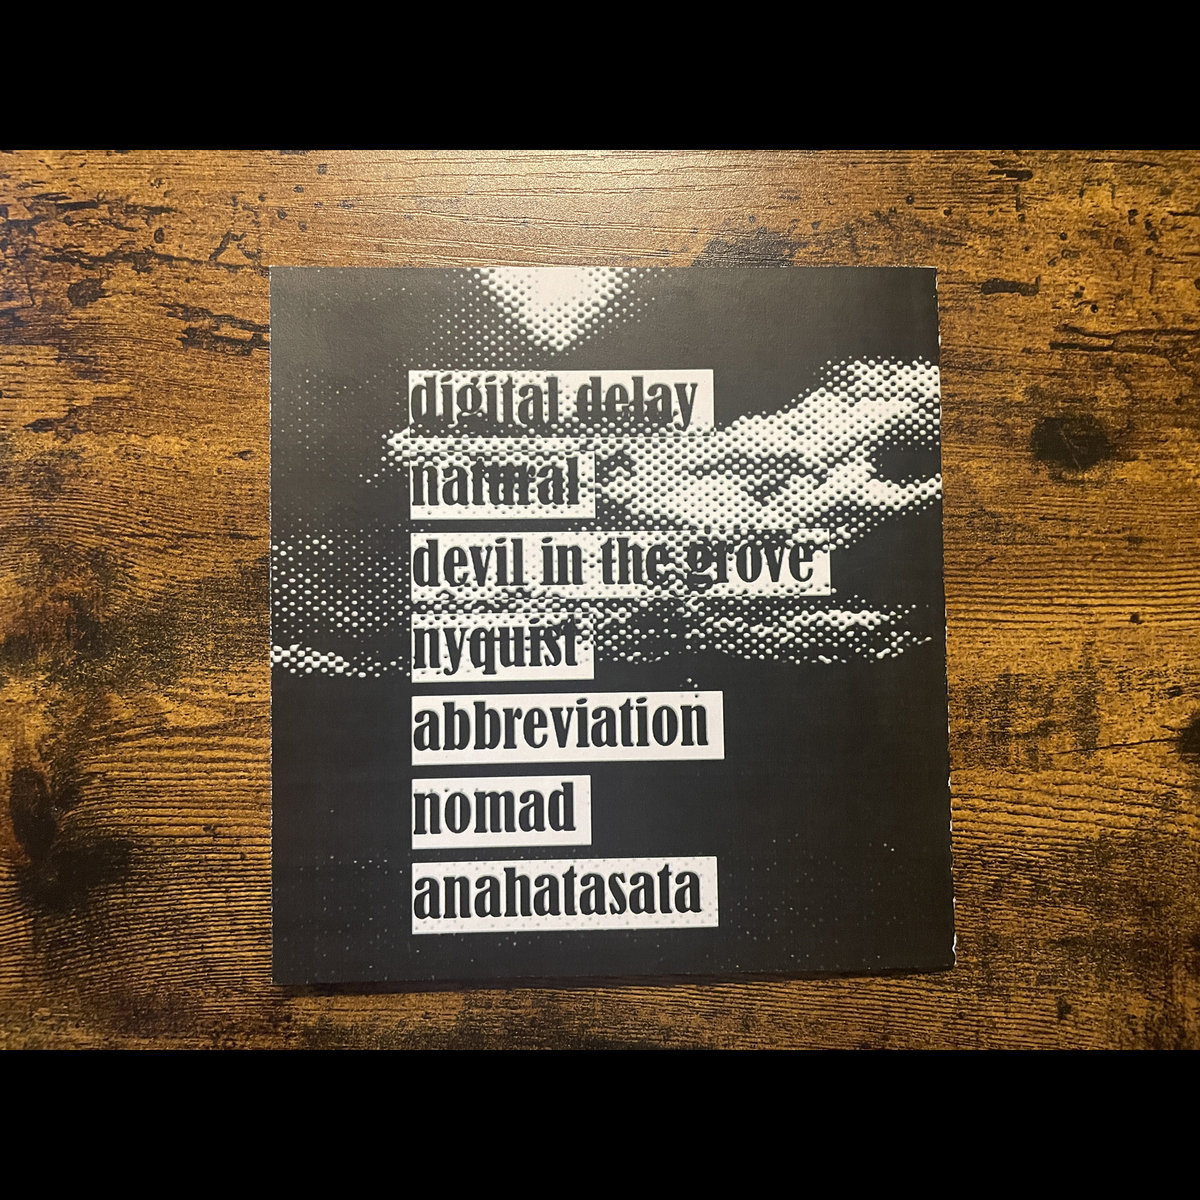 digital delay
natural
devil in the grove
nyquist
abbreviation
nomad
anahatasata